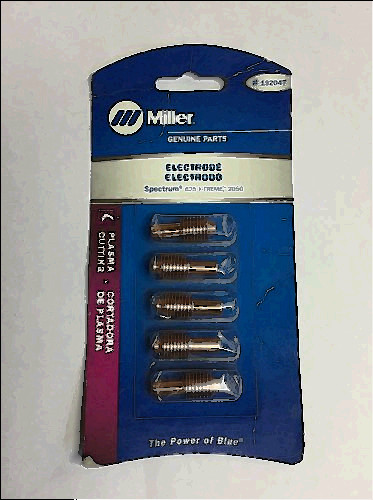 # 192047
Miller
GENUINE PARTS
ELECTRODE
ELECTRODO
Spectrum® 625 X-TREME, 2050
PLASMA
CUTTING • CORTADORA
DE PLASMA
The Power of Blue®